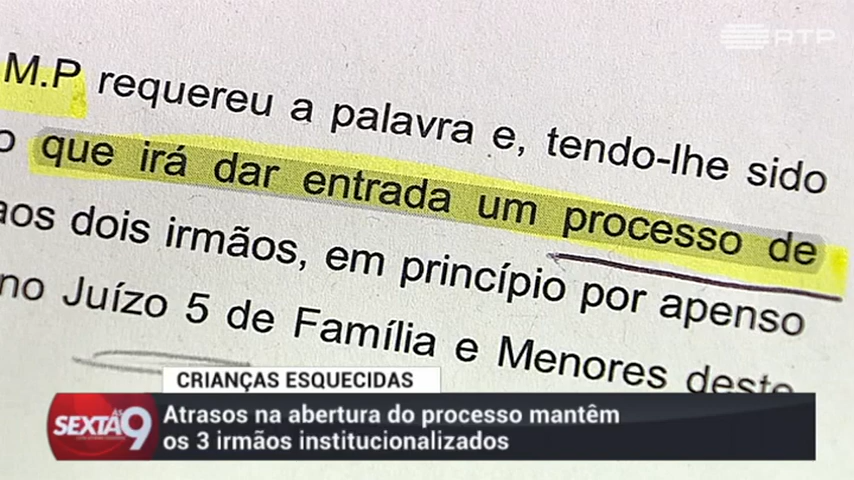 RTP
M.P requereu a palavra e, tendo-lhe sido
o que irá dar entrada um processo de
aos dois irmãos, em princípio por apenso
no Juízo 5 de Família e Menores deste
CRIANÇAS ESQUECIDAS
SEXTA ÀS 9
Atrasos na abertura do processo mantêm
os 3 irmãos institucionalizados